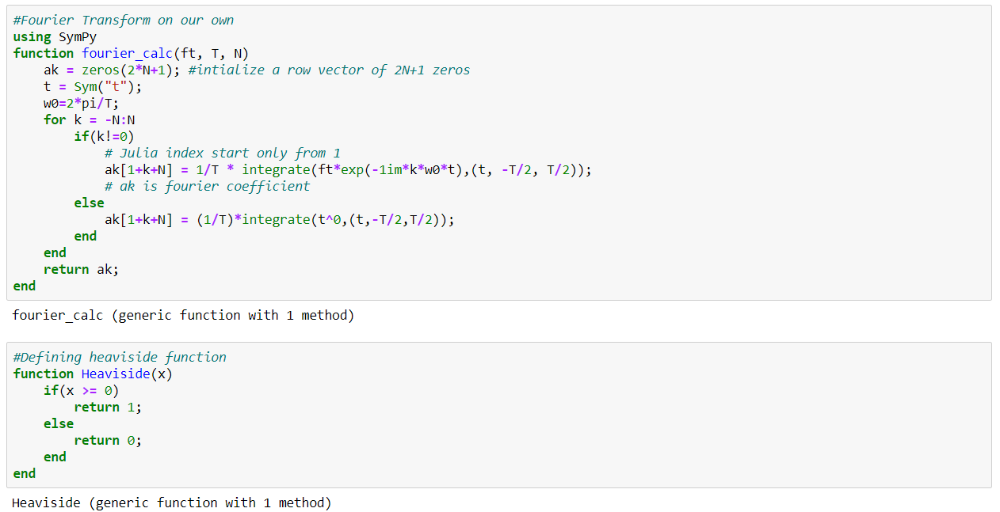 #Fourier Transform on our own
using SymPy
function fourier_calc(ft, T, N)
    ak = zeros(2*N+1); #intialize a row vector of 2N+1 zeros
    t = Sym("t");
    w0=2*pi/T;
    for k = -N:N
        if(k!=0)
            # Julia index start only from 1
            ak[1+k+N] = 1/T * integrate(ft*exp(-1im*k*w0*t),(t, -T/2, T/2));
            # ak is fourier coefficient
        else
            ak[1+k+N] = (1/T)*integrate(t^0,(t,-T/2,T/2));
        end
    end
    return ak;
end
fourier_calc (generic function with 1 method)
#Defining heaviside function
function Heaviside(x)
    if(x >= 0)
        return 1;
    else
        return 0;
    end
end
Heaviside (generic function with 1 method)